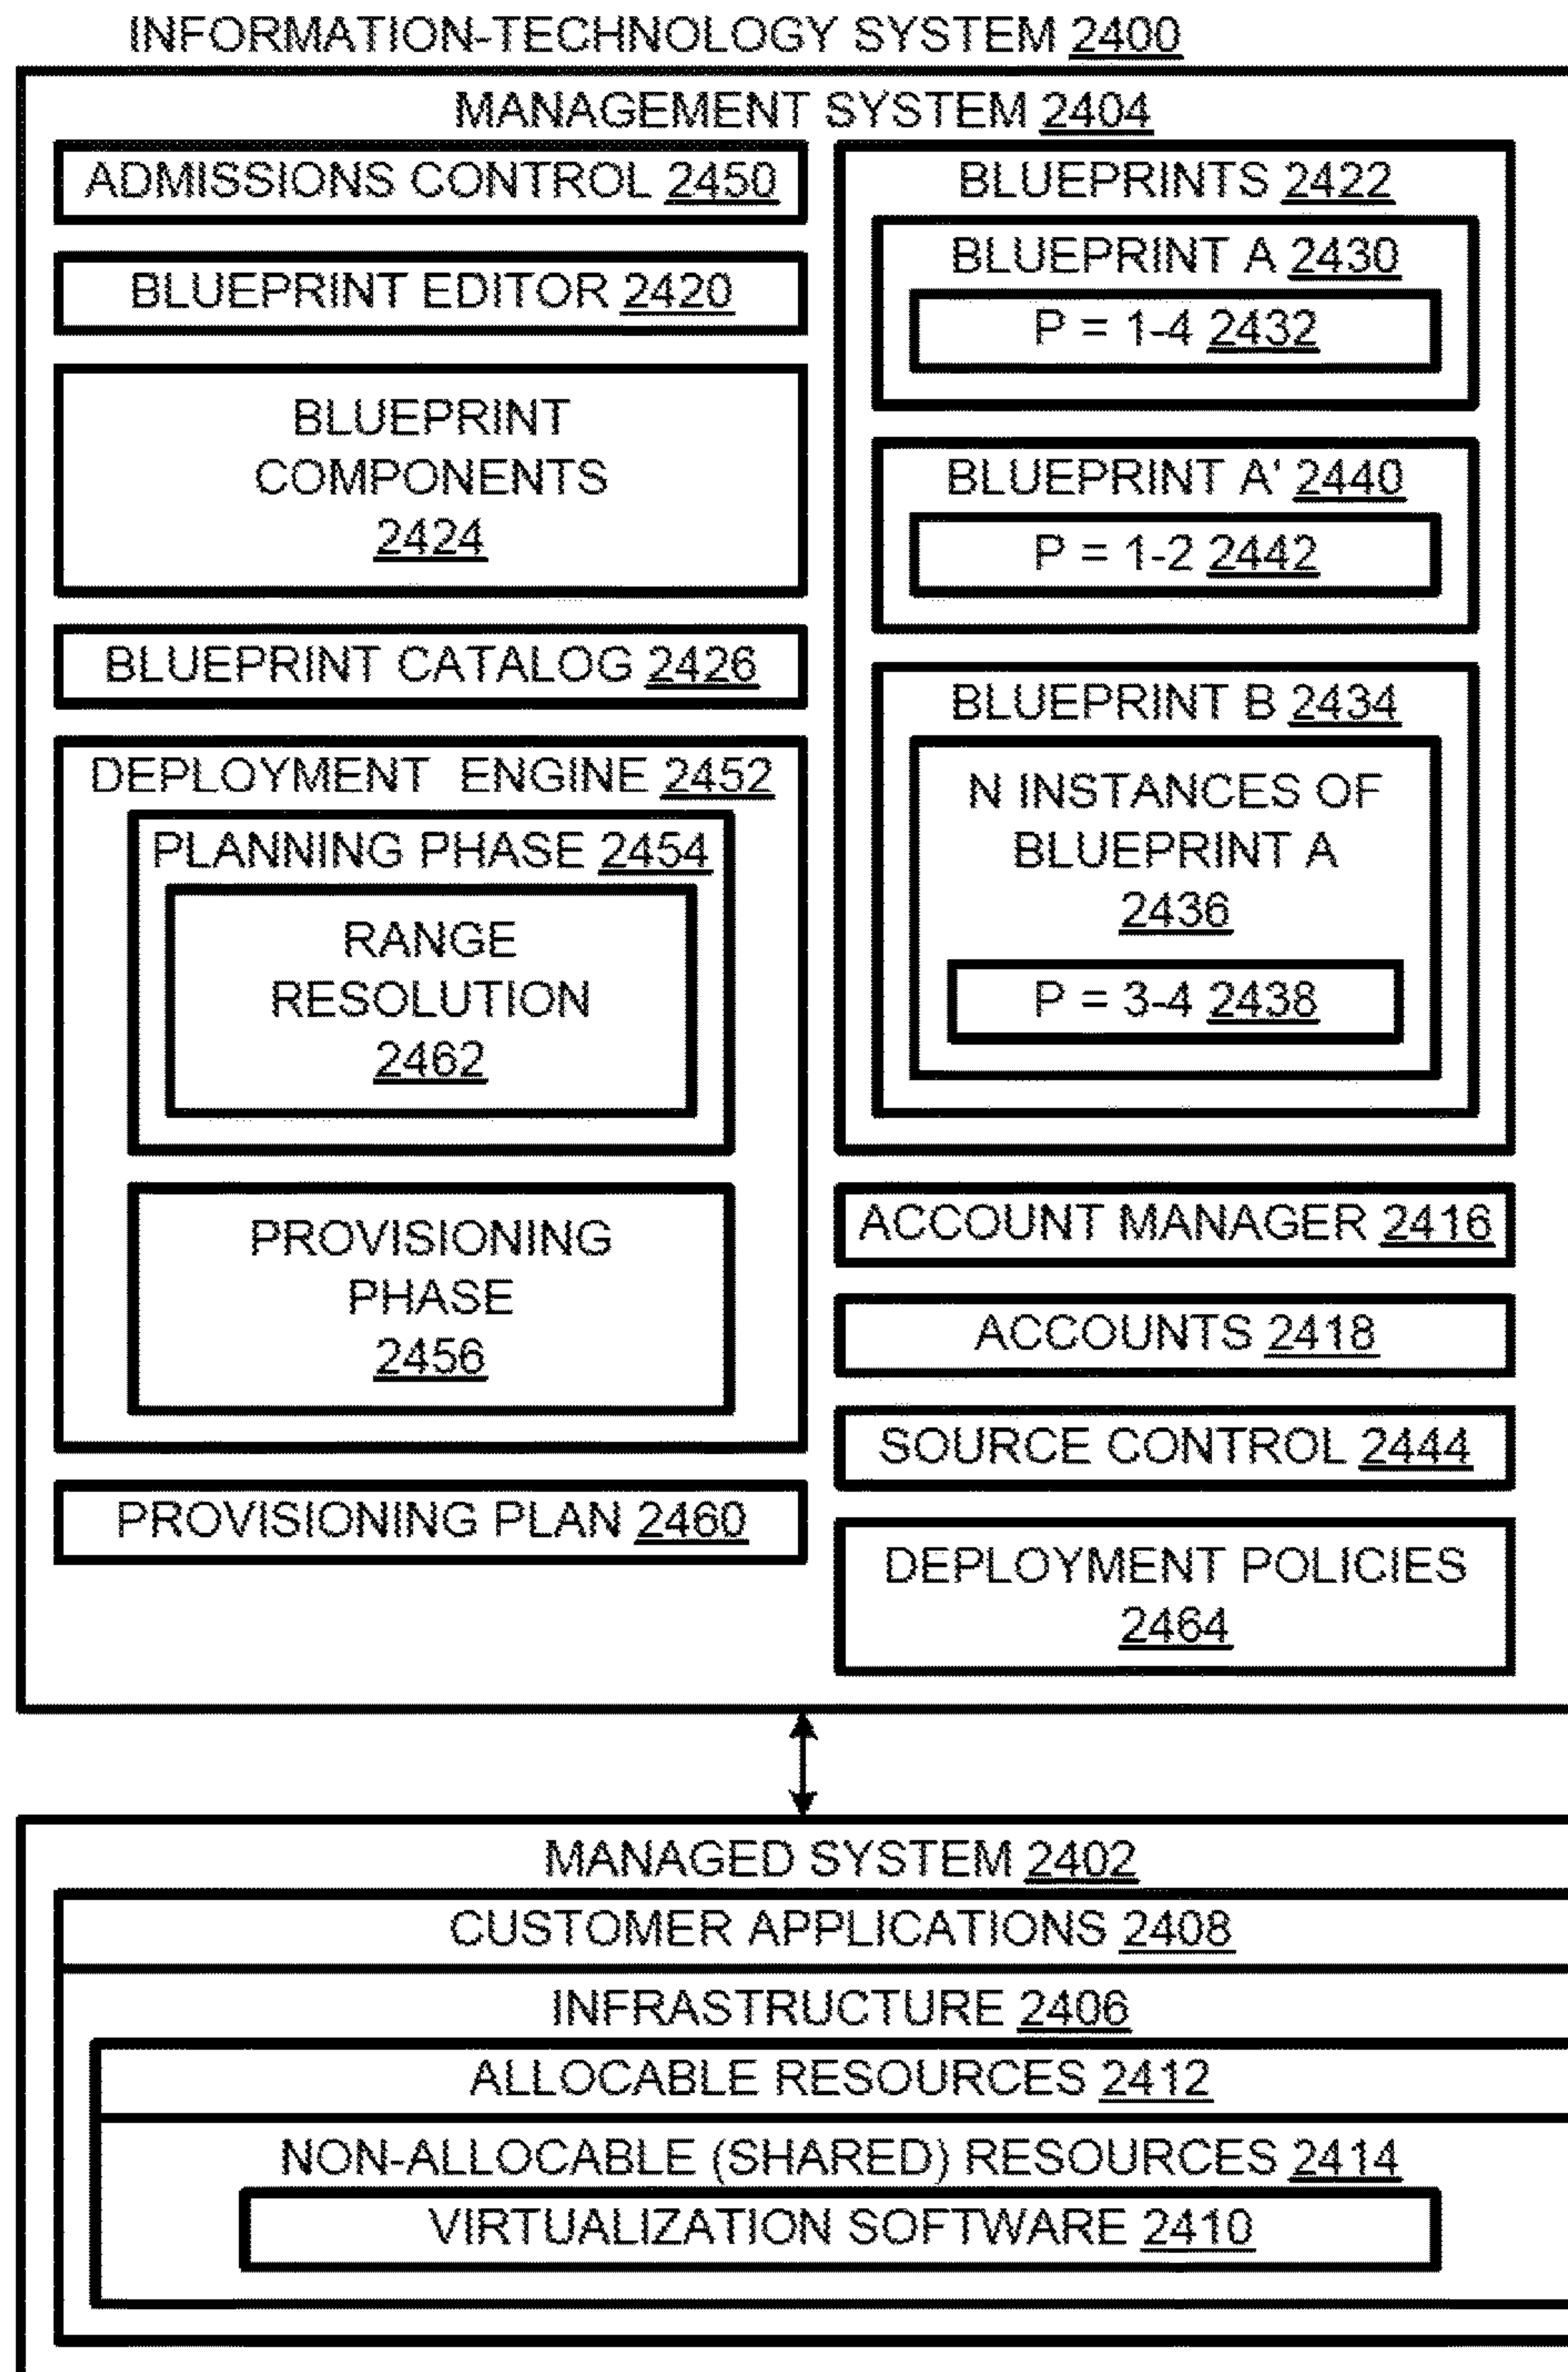 INFORMATION-TECHNOLOGY SYSTEM 2400
MANAGEMENT SYSTEM 2404
ADMISSIONS CONTROL 2450
BLUEPRINT EDITOR 2420
BLUEPRINT
COMPONENTS
2424
BLUEPRINT CATALOG 2426
DEPLOYMENT ENGINE 2452
PLANNING PHASE 2454
RANGE
RESOLUTION
2462
PROVISIONING
PHASE
2456
PROVISIONING PLAN 2460
BLUEPRINTS 2422
BLUEPRINT A 2430
P = 1-4 2432
BLUEPRINT A' 2440
P = 1-2 2442
BLUEPRINT B 2434
N INSTANCES OF
BLUEPRINT A
2436
P = 3-4 2438
ACCOUNT MANAGER 2416
ACCOUNTS 2418
SOURCE CONTROL 2444
DEPLOYMENT POLICIES
2464
MANAGED SYSTEM 2402
CUSTOMER APPLICATIONS 2408
INFRASTRUCTURE 2406
ALLOCABLE RESOURCES 2412
NON-ALLOCABLE (SHARED) RESOURCES 2414
VIRTUALIZATION SOFTWARE 2410